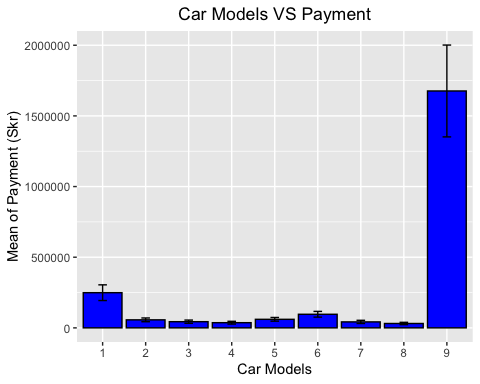 Car Models VS Payment
Mean of Payment (Skr)
2000000
1500000
1000000
500000
0
1 2 3 4 5 6 7 8 9
Car Models